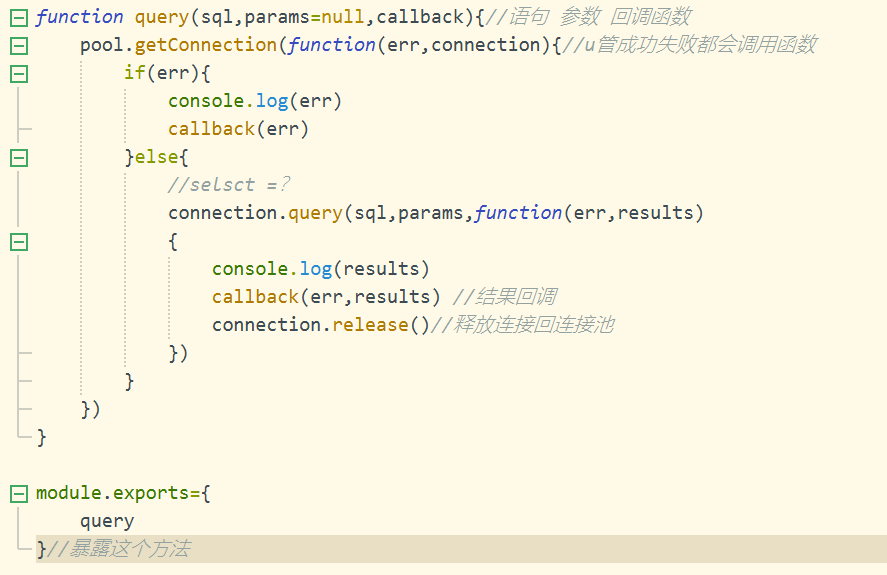 function query(sql,params=null,callback){//语句 参数 回调函数
pool.getConnection(function(err,connection){//u管成功失败都会调用函数
if(err){
console.log(err)
callback(err)
}else{
//selsct =?
connection.query(sql,params,function(err,results)
{
console.log(results)
callback(err,results) //结果回调
connection.release()//释放连接回连接池
})
}
})
}
module.exports={
query
}//暴露这个方法